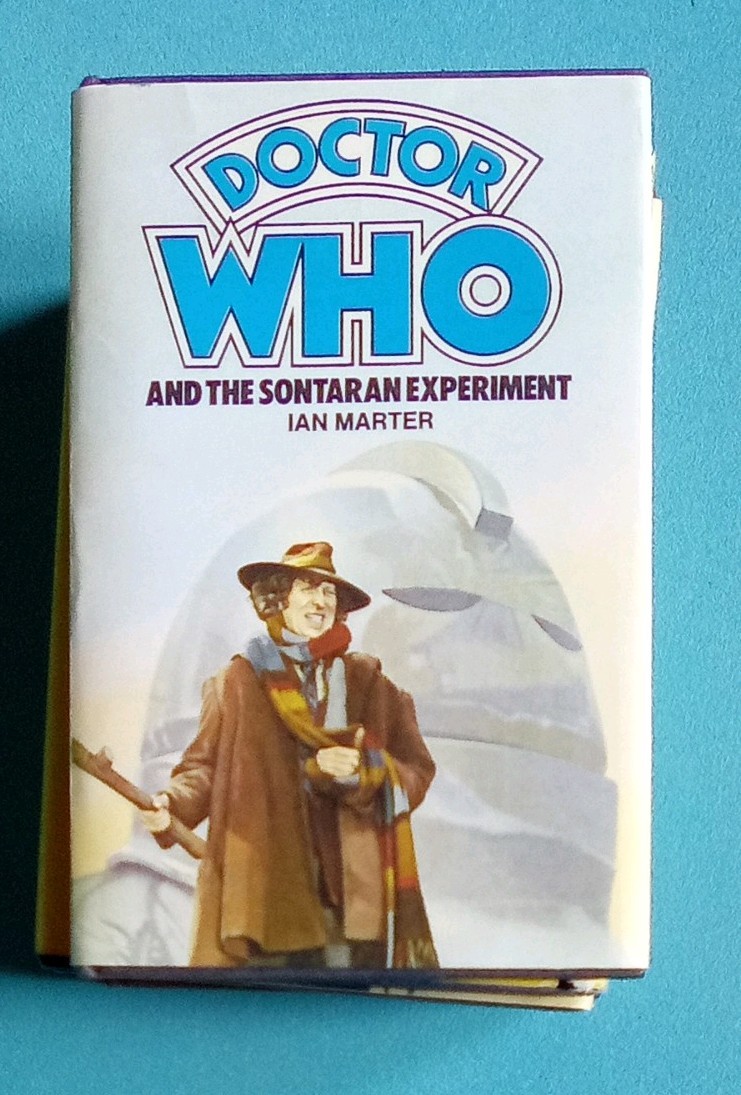 DOCTOR
WHO
AND THE SONTARAN EXPERIMENT
IAN MARTER